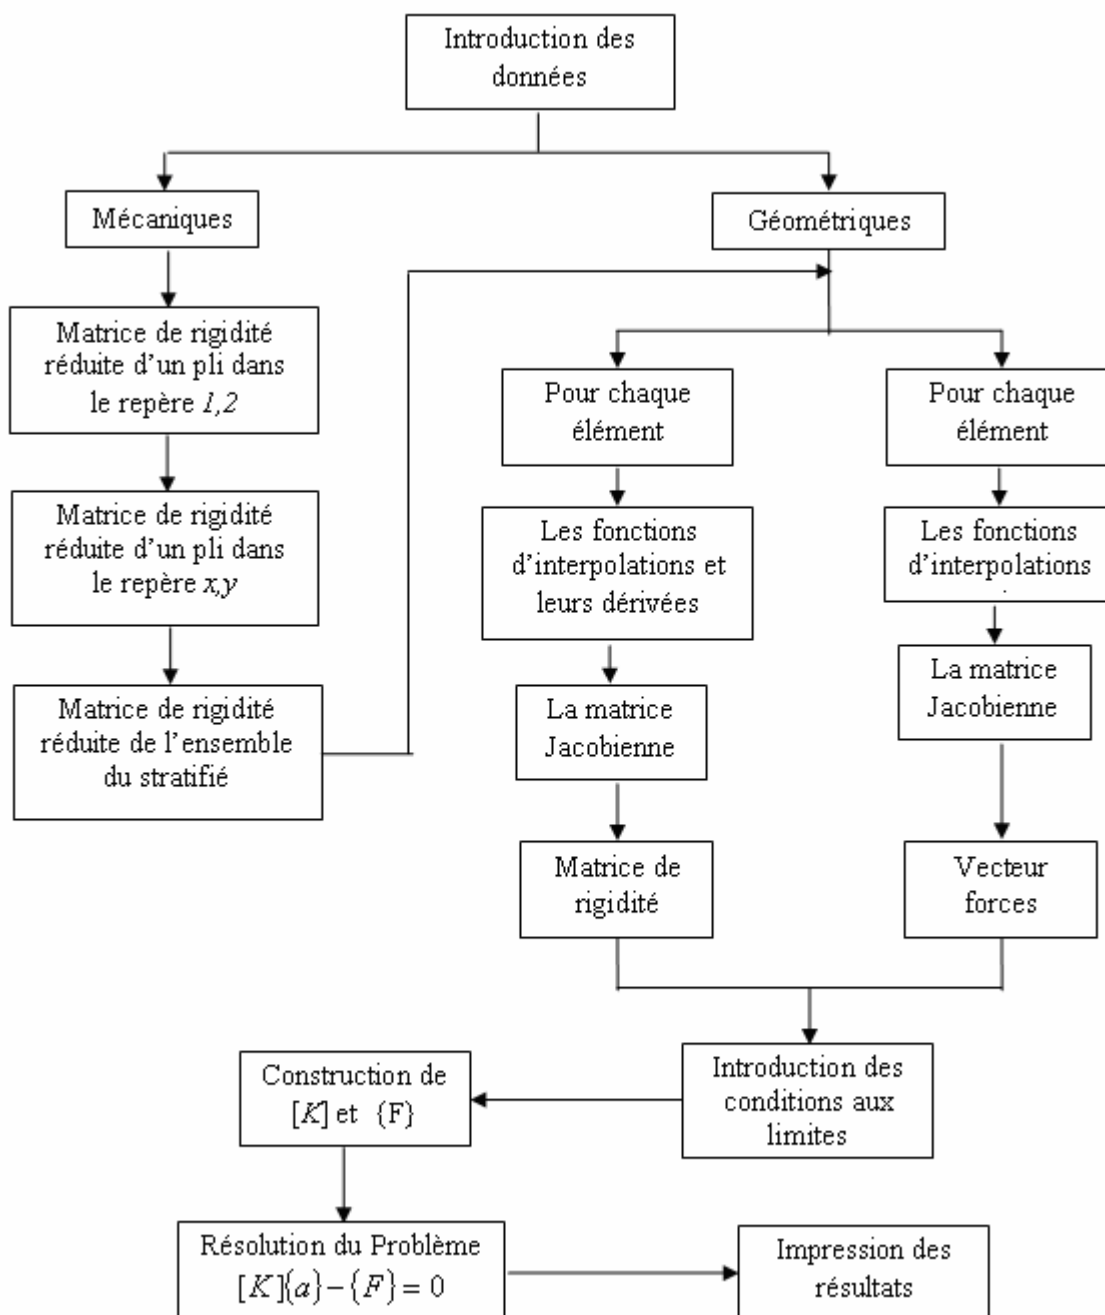 Introduction des
données
Mécaniques
Géométriques
Matrice de rigidité
réduite d'un pli dans
le repère 1,2
Matrice de rigidité
réduite d'un pli dans
le repère x,y
Matrice de rigidité
réduite de l'ensemble
du stratifié
Pour chaque
élément
Les fonctions
d'interpolations et
leurs dérivées
La matrice
Jacobienne
Matrice de
rigidité
Pour chaque
élément
Les fonctions
d'interpolations
.
La matrice
Jacobienne
Vecteur
forces
Introduction des
conditions aux
limites
Construction de
[K] et {F}
Résolution du Problème
[K]{a}-{F}=0
Impression des
résultats